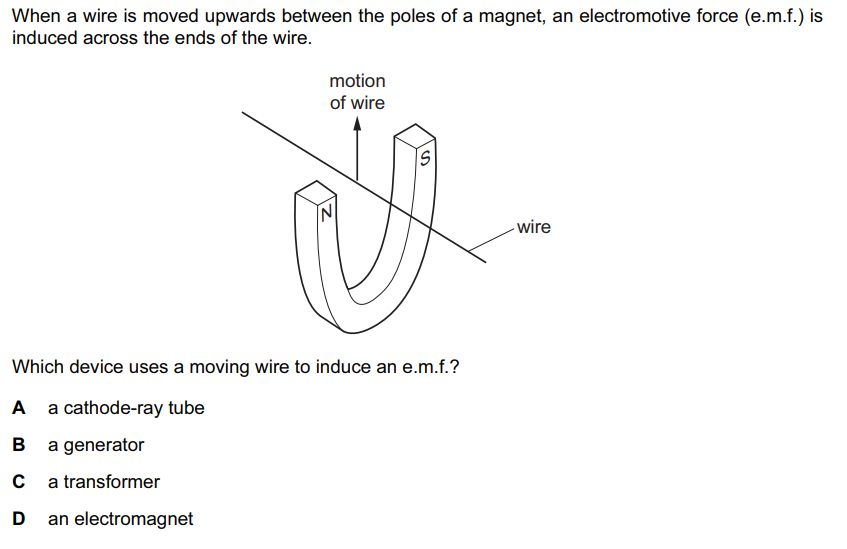 When a wire is moved upwards between the poles of a magnet, an electromotive force (e.m.f.) is
induced across the ends of the wire.
motion
of wire
S
N
wire
Which device uses a moving wire to induce an e.m.f.?
A a cathode-ray tube
B a generator
C a transformer
D an electromagnet